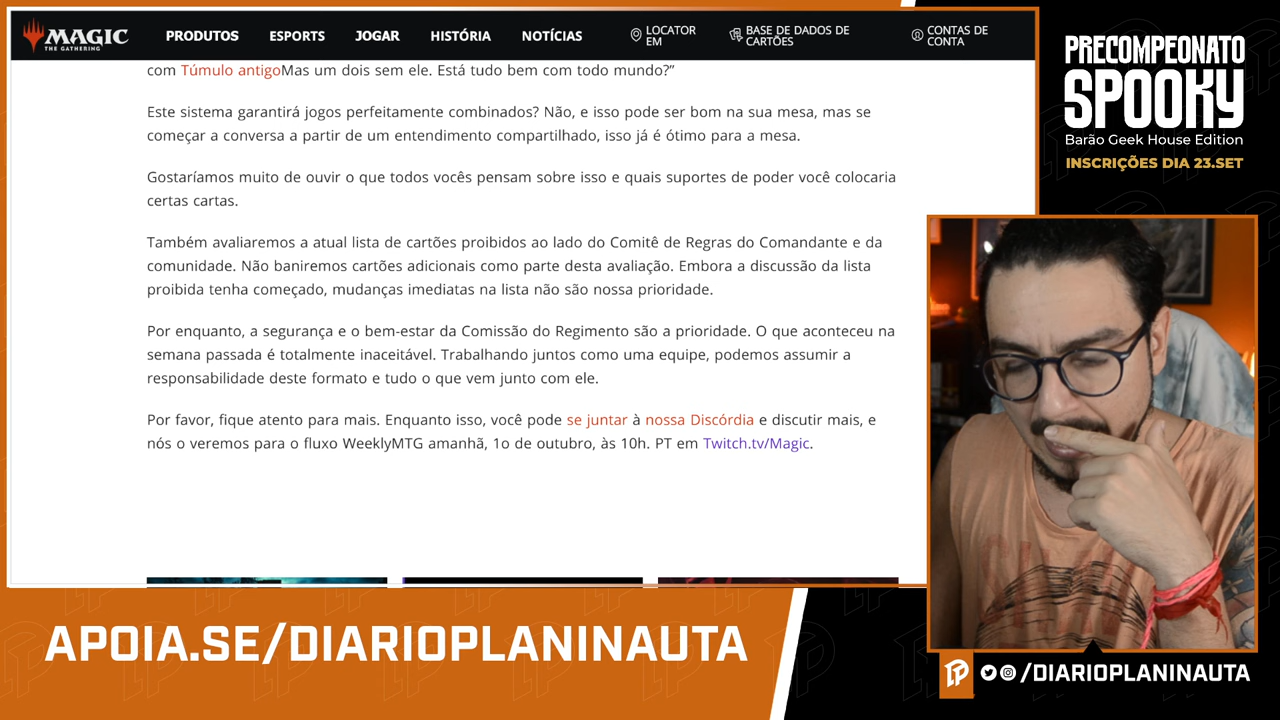 MAGIC
THE GATHERING
PRODUTOS
ESPORTS
JOGAR
HISTÓRIA
NOTÍCIAS
LOCATOR
EM
BASE DE DADOS DE
CARTÕES
CONTAS DE
CONTA
com Túmulo antigoMas um dois sem ele. Está tudo bem com todo mundo?”
Este sistema garantirá jogos perfeitamente combinados? Não, e isso pode ser bom na sua mesa, mas se
começar a conversa a partir de um entendimento compartilhado, isso já é ótimo para a mesa.
Gostaríamos muito de ouvir o que todos vocês pensam sobre isso e quais suportes de poder você colocaria
certas cartas.
Também avaliaremos a atual lista de cartões proibidos ao lado do Comitê de Regras do Comandante e da
comunidade. Não baniremos cartões adicionais como parte desta avaliação. Embora a discussão da lista
proibida tenha começado, mudanças imediatas na lista não são nossa prioridade.
Por enquanto, a segurança e o bem-estar da Comissão do Regimento são a prioridade. O que aconteceu na
semana passada é totalmente inaceitável. Trabalhando juntos como uma equipe, podemos assumir a
responsabilidade deste formato e tudo o que vem junto com ele.
Por favor, fique atento para mais. Enquanto isso, você pode se juntar à nossa Discórdia e discutir mais, e
nós o veremos para o fluxo WeeklyMTG amanhã, 1o de outubro, às 10h. PT em Twitch.tv/Magic.
PRECOMPEONATO
SPOOKY
Barão Geek House Edition
INSCRIÇÕES DIA 23.SET
APOIA.SE/DIARIOPLANINAUTA
/DIARIOPLANINAUTA